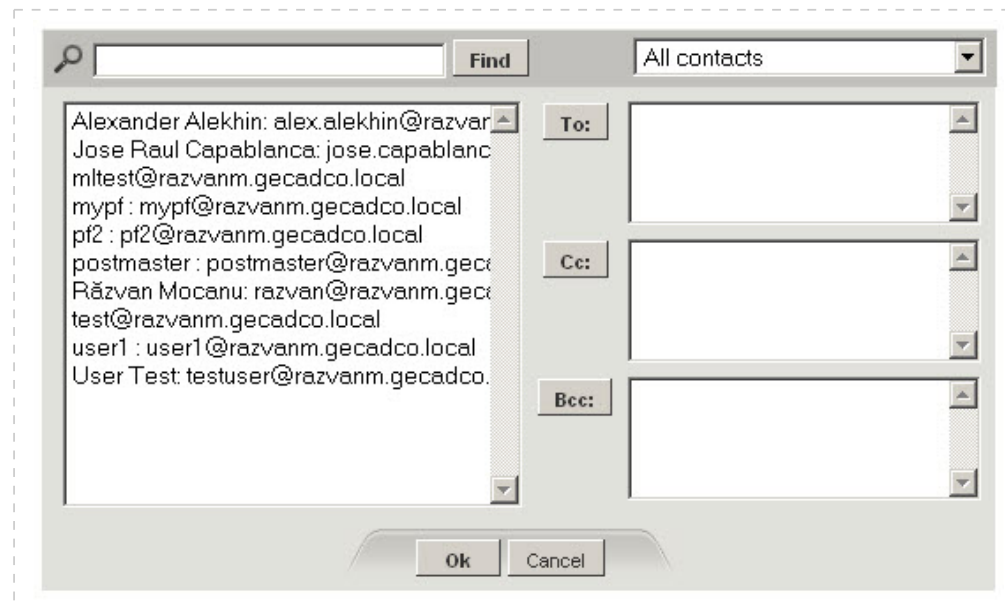 Find
All contacts
Alexander Alekhin: alex.alekhin@razvan
Jose Raul Capablanca: jose.capablanc
mltest@razvanm.gecadco.local
mypf : mypf@razvanm.gecadco.local
pf2 : pf2@razvanm.gecadco.local
postmaster : postmaster@razvanm.geca
Răzvan Mocanu: razvan@razvanm.geca
test@razvanm.gecadco.local
user1 : user1@razvanm.gecadco.local
User Test: testuser@razvanm.gecadco.
To:
Cc:
Bcc:
Ok
Cancel